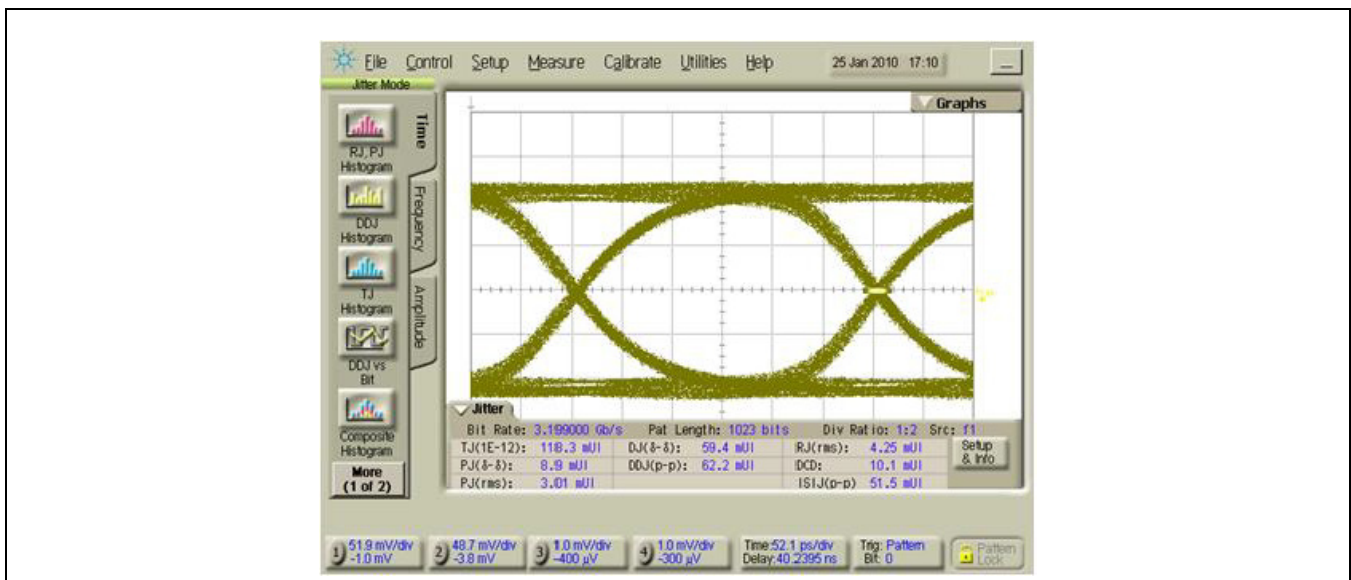 File Control Setup Measure Calibrate Utilities Help 25 Jan 2010 17:10
Jitter Mode
Graphs
Time
Frequency
Amplitude
RJ, PJ
Histogram
DDJ
Histogram
TJ
Histogram
DDJ vs
Bit
Composite
Histogram
More
(1 of 2)
Jitter
Bit Rate: 3.199000 Gb/s Pat Length: 1023 bits Div Ratio: 1:2 Src: f1
TJ(1E-12): 118.3 mUI DJ(δ-δ): 59.4 mUI RJ(rms): 4.25 mUI
PJ(δ-δ): 8.9 mUI DDJ(p-p): 62.2 mUI DCD: 10.1 mUI
PJ(rms): 3.01 mUI ISIJ(p-p) 51.5 mUI
Setup
& Info
1) 51.9 mV/div 2) 48.7 mV/div 3) 1.0 mV/div 4) 1.0 mV/div Time:52.1 ps/div Trig: Pattern
-1.0 mV -3.8 mV -400 µV -300 µV Delay:40.2395 ns Bit: 0
Pattern
Lock